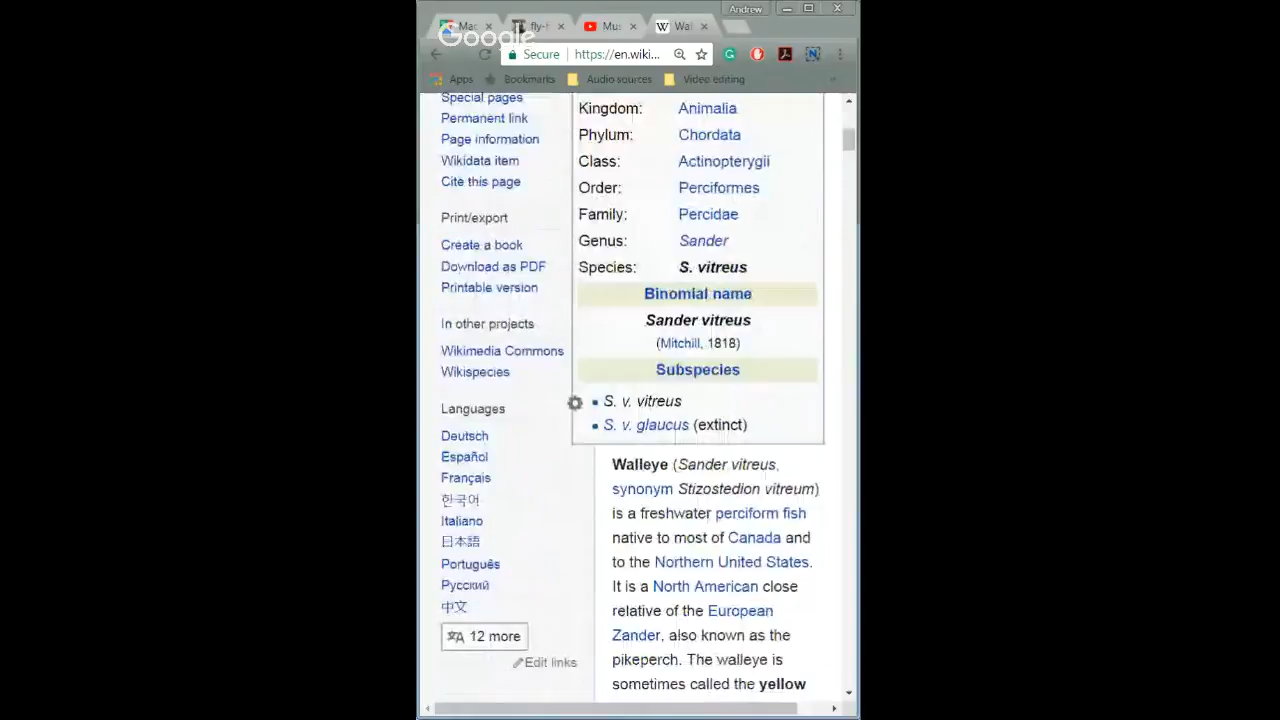 Andrew
Mac
fly-f
Mus
W Wal
Google
Secure https://en.wiki...
Apps Bookmarks Audio sources Video editing »
Special pages
Permanent link
Page information
Wikidata item
Cite this page
Print/export
Create a book
Download as PDF
Printable version
In other projects
Wikimedia Commons
Wikispecies
Languages
Deutsch
Español
Français
한국어
Italiano
日本語
Português
Русский
中文
12 more
Edit links
Kingdom: Animalia
Phylum: Chordata
Class: Actinopterygii
Order: Perciformes
Family: Percidae
Genus: Sander
Species: S. vitreus
Binomial name
Sander vitreus
(Mitchill, 1818)
Subspecies
S. v. vitreus
S. v. glaucus (extinct)
Walleye (Sander vitreus,
synonym Stizostedion vitreum)
is a freshwater perciform fish
native to most of Canada and
to the Northern United States.
It is a North American close
relative of the European
Zander, also known as the
pikeperch. The walleye is
sometimes called the yellow